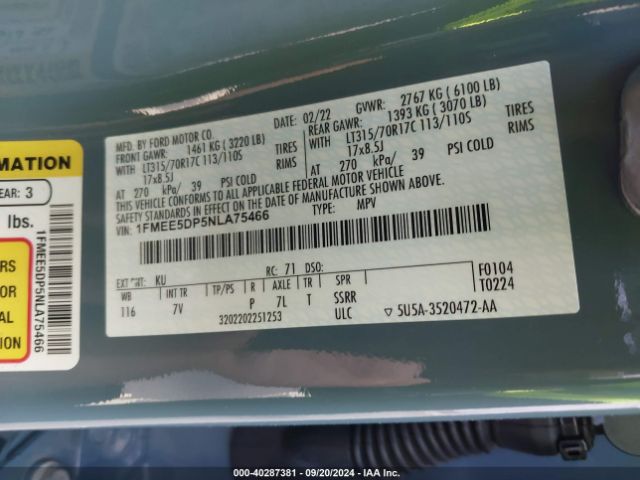 MFD. BY FORD MOTOR CO.
DATE: 02/22 GVWR: 2767 KG ( 6100 LB)
FRONT GAWR: 1461 KG ( 3220 LB)
REAR GAWR: 1393 KG ( 3070 LB)
WITH LT315/70R17C 113/110S TIRES
WITH LT315/70R17C 113/110S TIRES
17x8.5J RIMS
17x8.5J RIMS
AT 270 kPa/ 39 PSI COLD
AT 270 kPa/ 39 PSI COLD
THIS VEHICLE CONFORMS TO ALL APPLICABLE FEDERAL MOTOR VEHICLE
SAFETY STANDARDS IN EFFECT ON THE DATE OF MANUFACTURE SHOWN ABOVE.
VIN: 1FMEE5DP5NLA75466 TYPE: MPV
EXT PNT: KU RC: 71 DSO:
WB INT TR TP/PS R AXLE TR SPR
116 7V P 7L T SSRR
F0104
T0224
3202202251253 ULC
5U5A-3520472-AA
MATION
EAR: 3
lbs.
1FMEE5DP5NLA75466
ERS
OR
TION
000-40287381 - 09/20/2024 - IAA Inc.